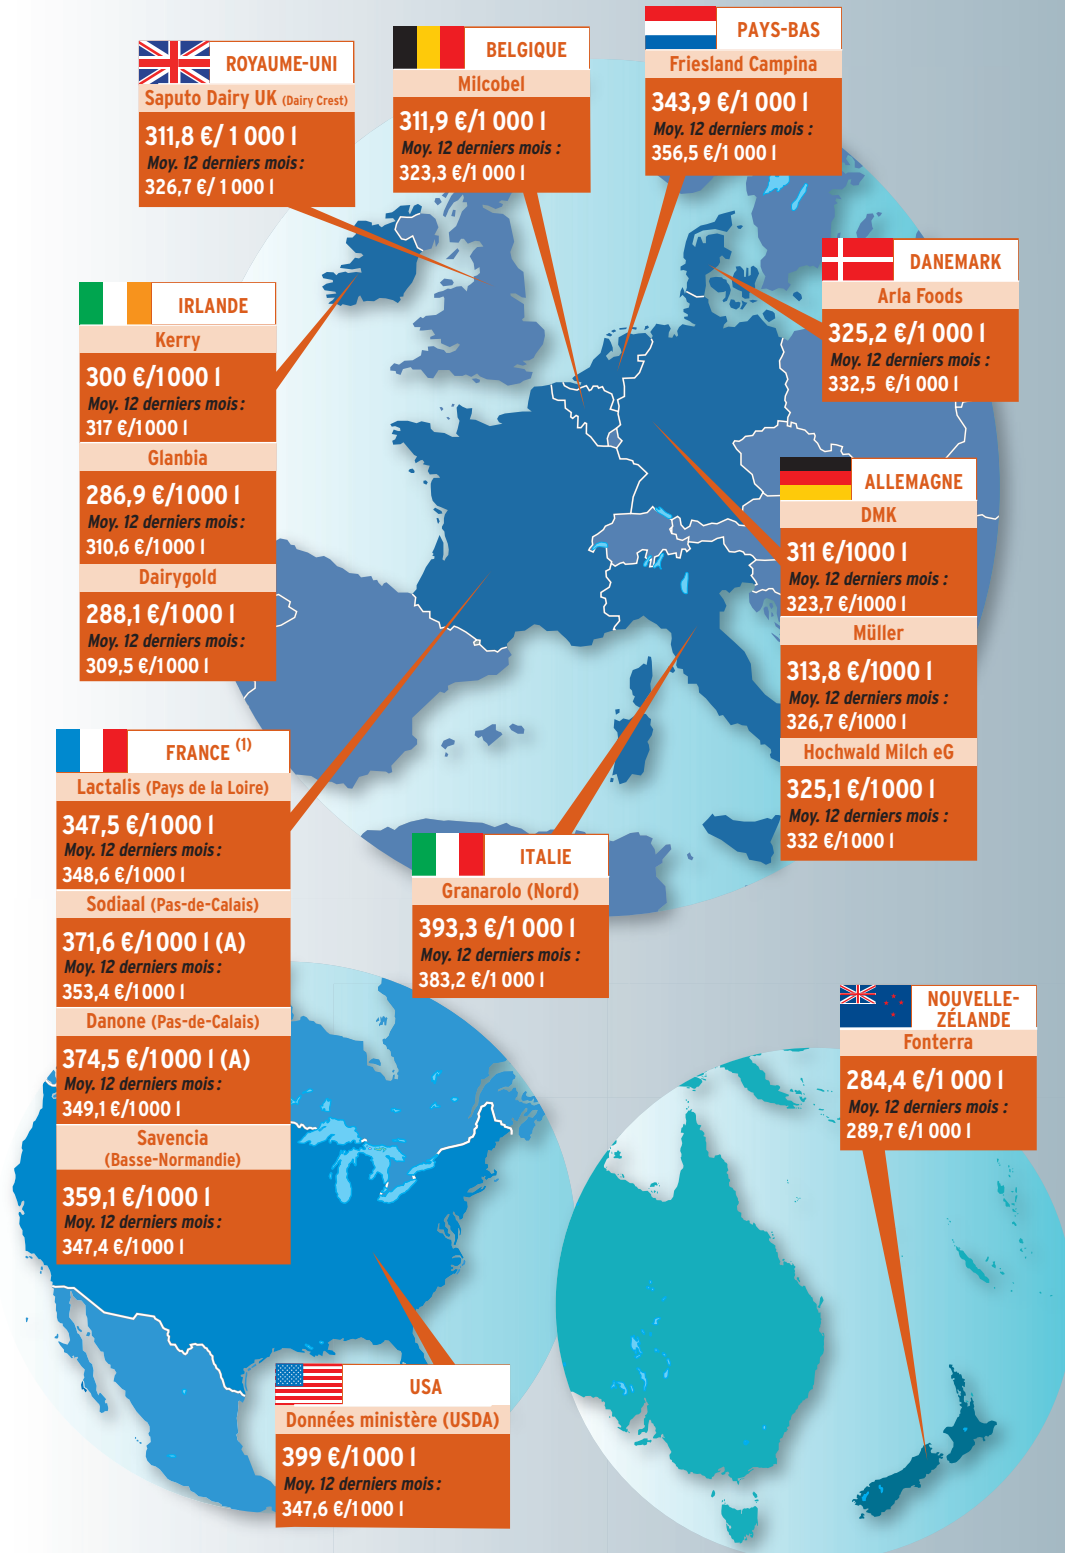 ROYAUME-UNI
Saputo Dairy UK (Dairy Crest)
311,8 €/ 1 000 l
Moy. 12 derniers mois :
326,7 €/ 1 000 l
BELGIQUE
Milcobel
311,9 €/1 000 l
Moy. 12 derniers mois :
323,3 €/1 000 l
PAYS-BAS
Friesland Campina
343,9 €/1 000 l
Moy. 12 derniers mois :
356,5 €/1 000 l
DANEMARK
Arla Foods
325,2 €/1 000 l
Moy. 12 derniers mois :
332,5 €/1 000 l
IRLANDE
Kerry
300 €/1000 l
Moy. 12 derniers mois :
317 €/1000 l
Glanbia
286,9 €/1000 l
Moy. 12 derniers mois :
310,6 €/1000 l
Dairygold
288,1 €/1000 l
Moy. 12 derniers mois :
309,5 €/1000 l
ALLEMAGNE
DMK
311 €/1000 l
Moy. 12 derniers mois :
323,7 €/1000 l
Müller
313,8 €/1000 l
Moy. 12 derniers mois :
326,7 €/1000 l
Hochwald Milch eG
325,1 €/1000 l
Moy. 12 derniers mois :
332 €/1000 l
FRANCE (1)
Lactalis (Pays de la Loire)
347,5 €/1000 l
Moy. 12 derniers mois :
348,6 €/1000 l
Sodiaal (Pas-de-Calais)
371,6 €/1000 l (A)
Moy. 12 derniers mois :
353,4 €/1000 l
Danone (Pas-de-Calais)
374,5 €/1000 l (A)
Moy. 12 derniers mois :
349,1 €/1000 l
Savencia
(Basse-Normandie)
359,1 €/1000 l
Moy. 12 derniers mois :
347,4 €/1000 l
ITALIE
Granarolo (Nord)
393,3 €/1 000 l
Moy. 12 derniers mois :
383,2 €/1 000 l
NOUVELLE-
ZÉLANDE
Fonterra
284,4 €/1 000 l
Moy. 12 derniers mois :
289,7 €/1 000 l
USA
Données ministère (USDA)
399 €/1000 l
Moy. 12 derniers mois :
347,6 €/1000 l